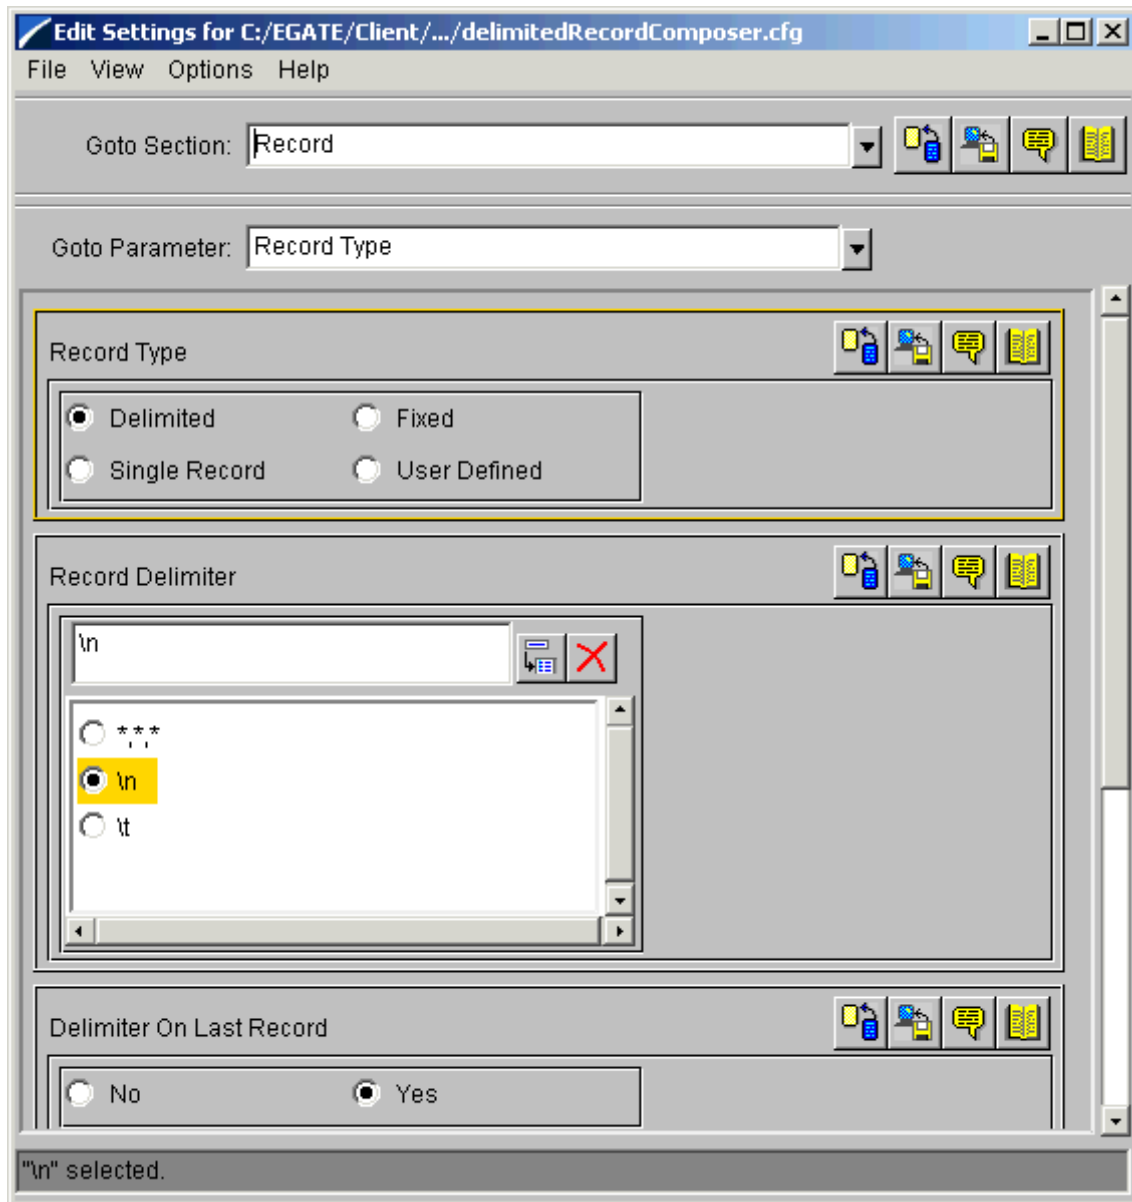 Edit Settings for C:/EGATE/Client/.../delimitedRecordComposer.cfg
File View Options Help
Goto Section: Record
Goto Parameter: Record Type
Record Type
Delimited Fixed
Single Record User Defined
Record Delimiter
\n
*,*,*
\n
\t
Delimiter On Last Record
No Yes
"\n" selected.